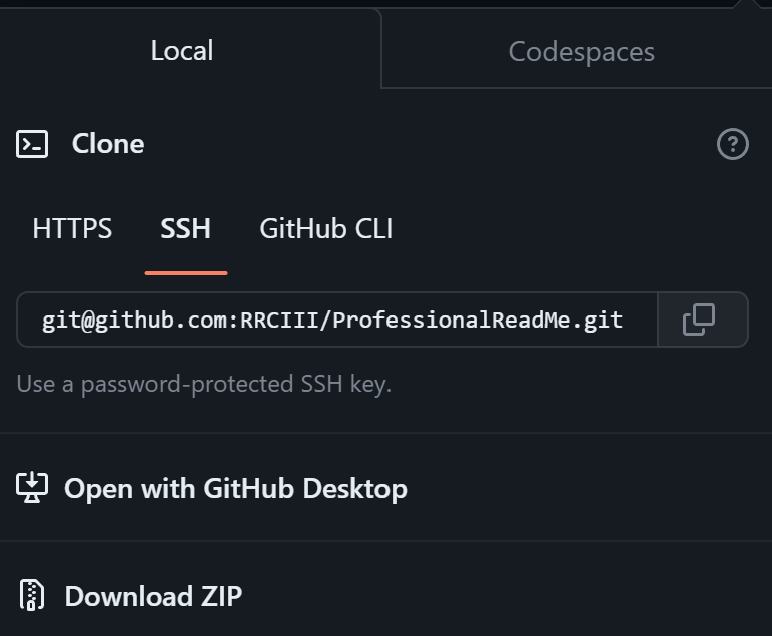 Local
Codespaces
Clone
HTTPS
SSH
GitHub CLI
git@github.com:RRCIII/ProfessionalReadMe.git
Use a password-protected SSH key.
Open with GitHub Desktop
Download ZIP